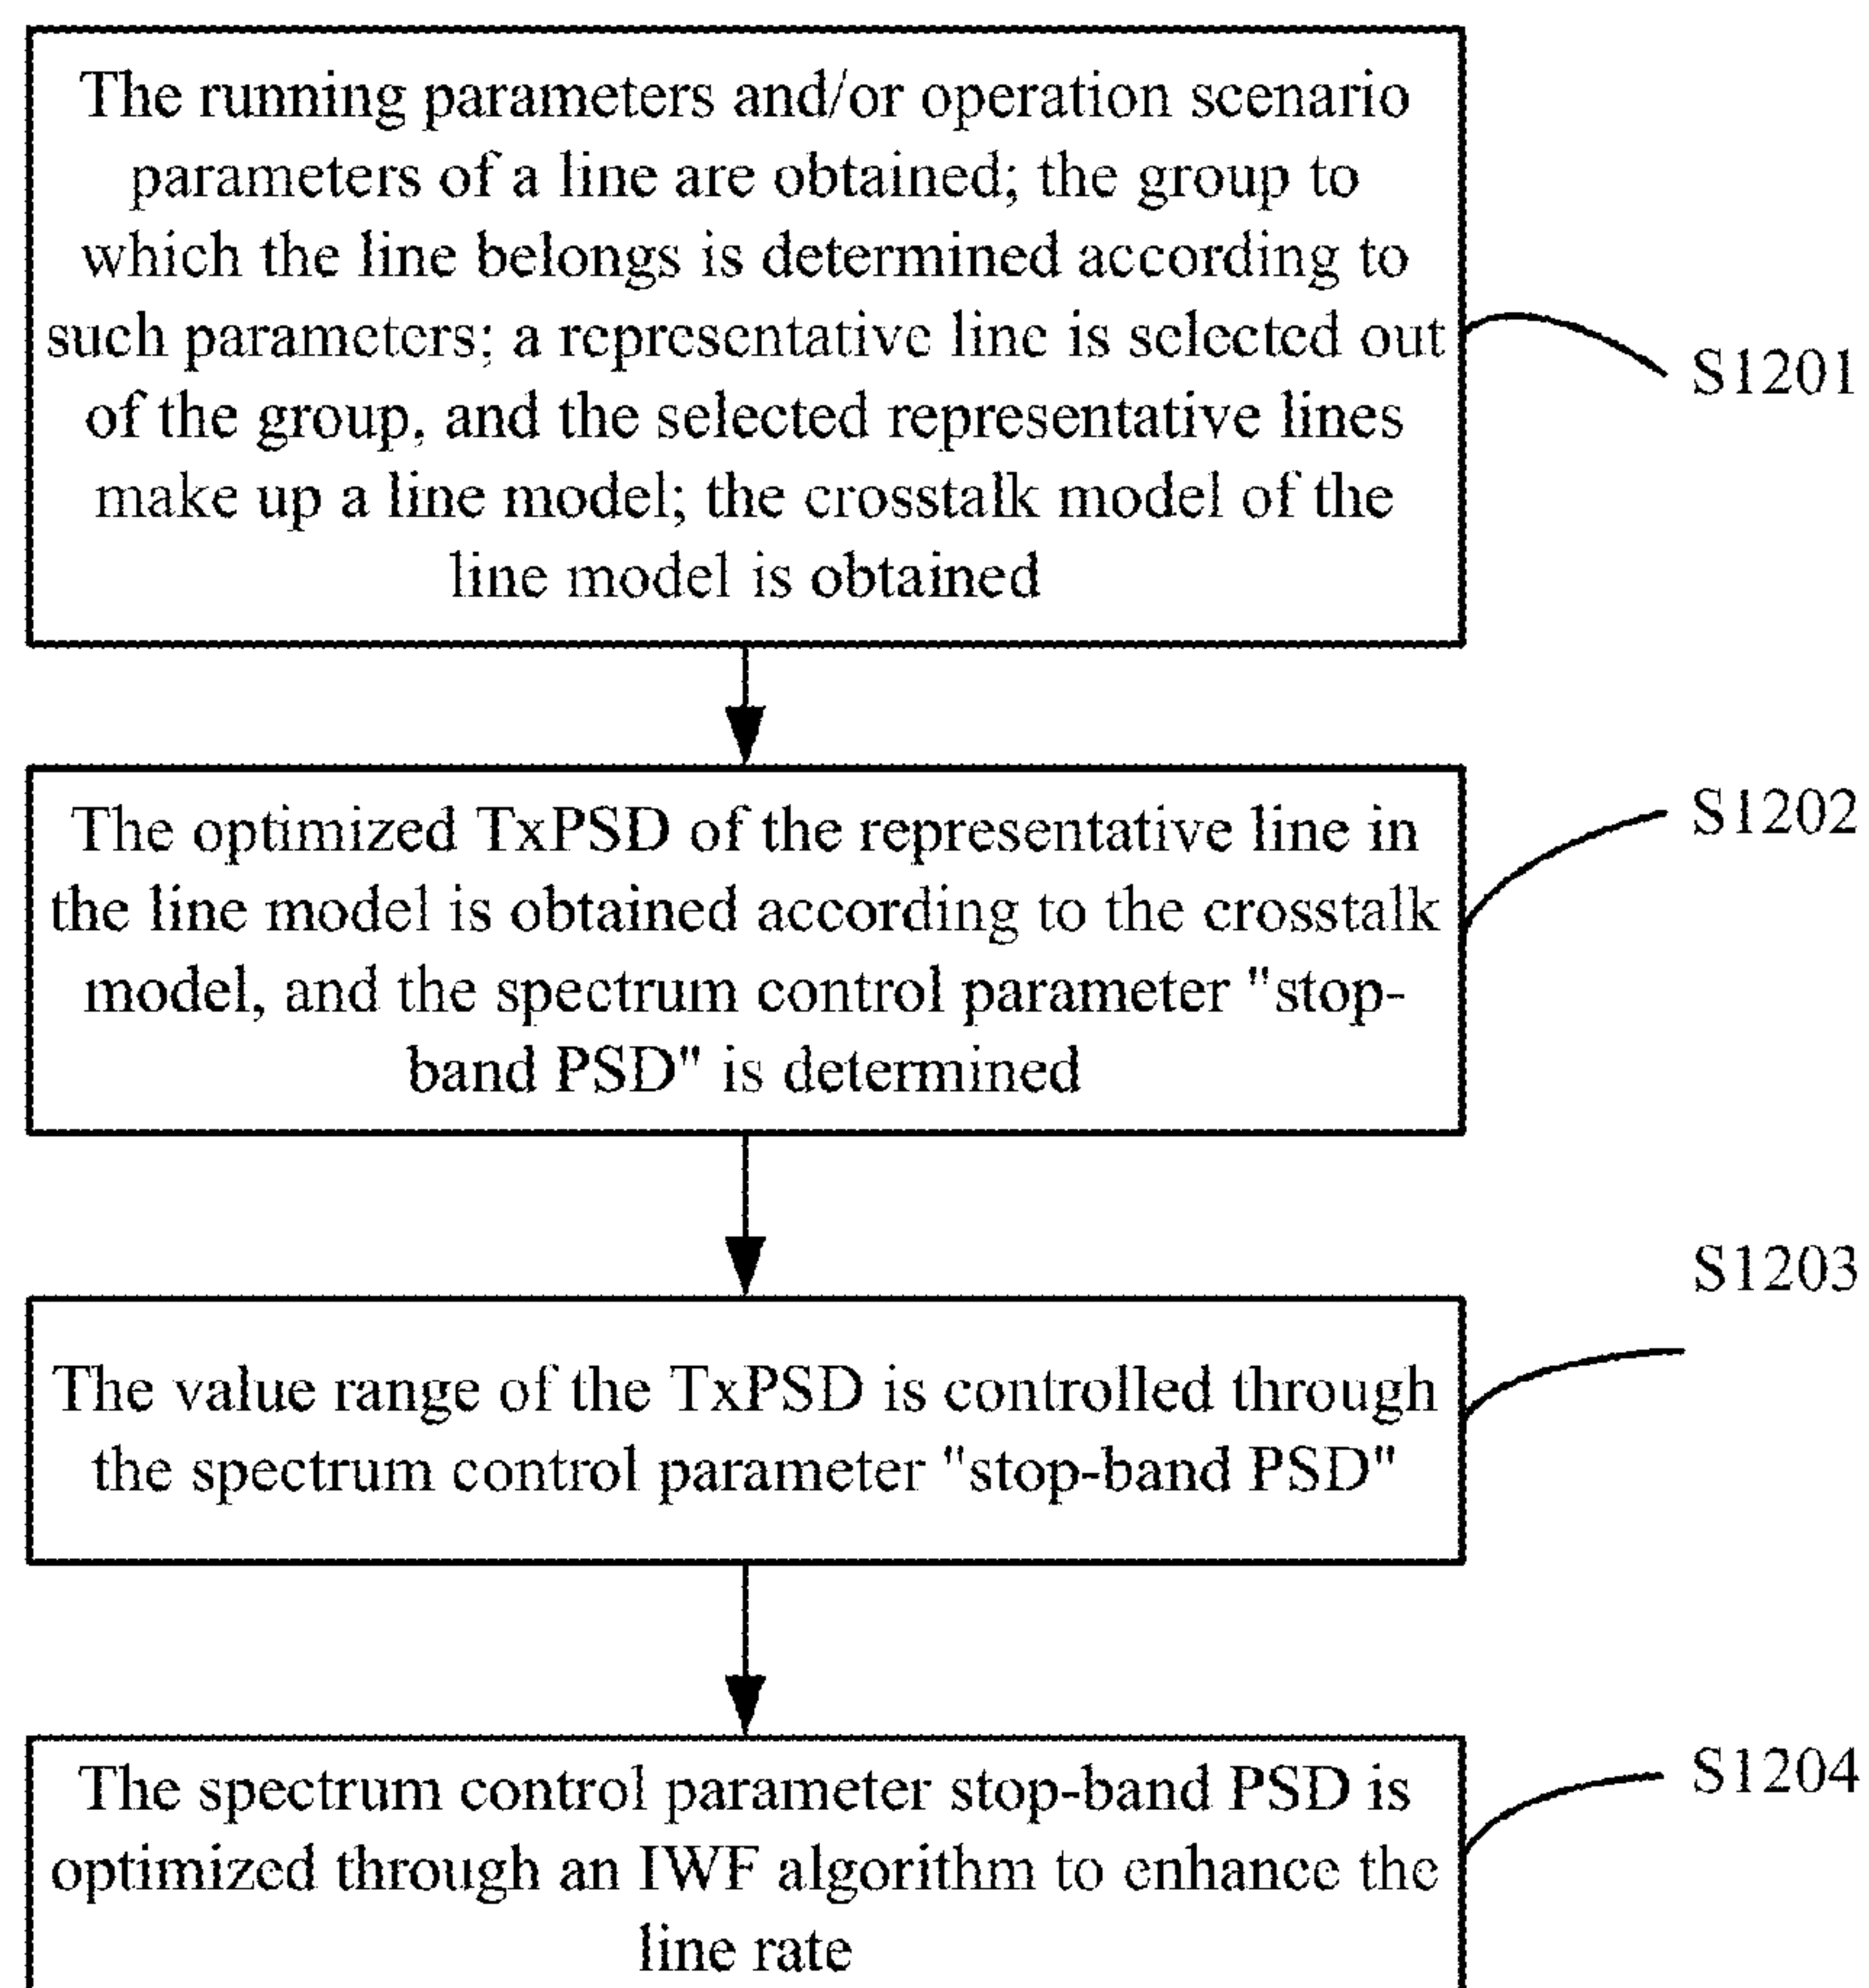 The running parameters and/or operation scenario
parameters of a line are obtained; the group to
which the line belongs is determined according to
such parameters; a representative line is selected out
of the group, and the selected representative lines
make up a line model; the crosstalk model of the
line model is obtained
S1201
The optimized TxPSD of the representative line in
the line model is obtained according to the crosstalk
model, and the spectrum control parameter "stop-
band PSD" is determined
S1202
The value range of the TxPSD is controlled through
the spectrum control parameter "stop-band PSD"
S1203
The spectrum control parameter stop-band PSD is
optimized through an IWF algorithm to enhance the
line rate
S1204